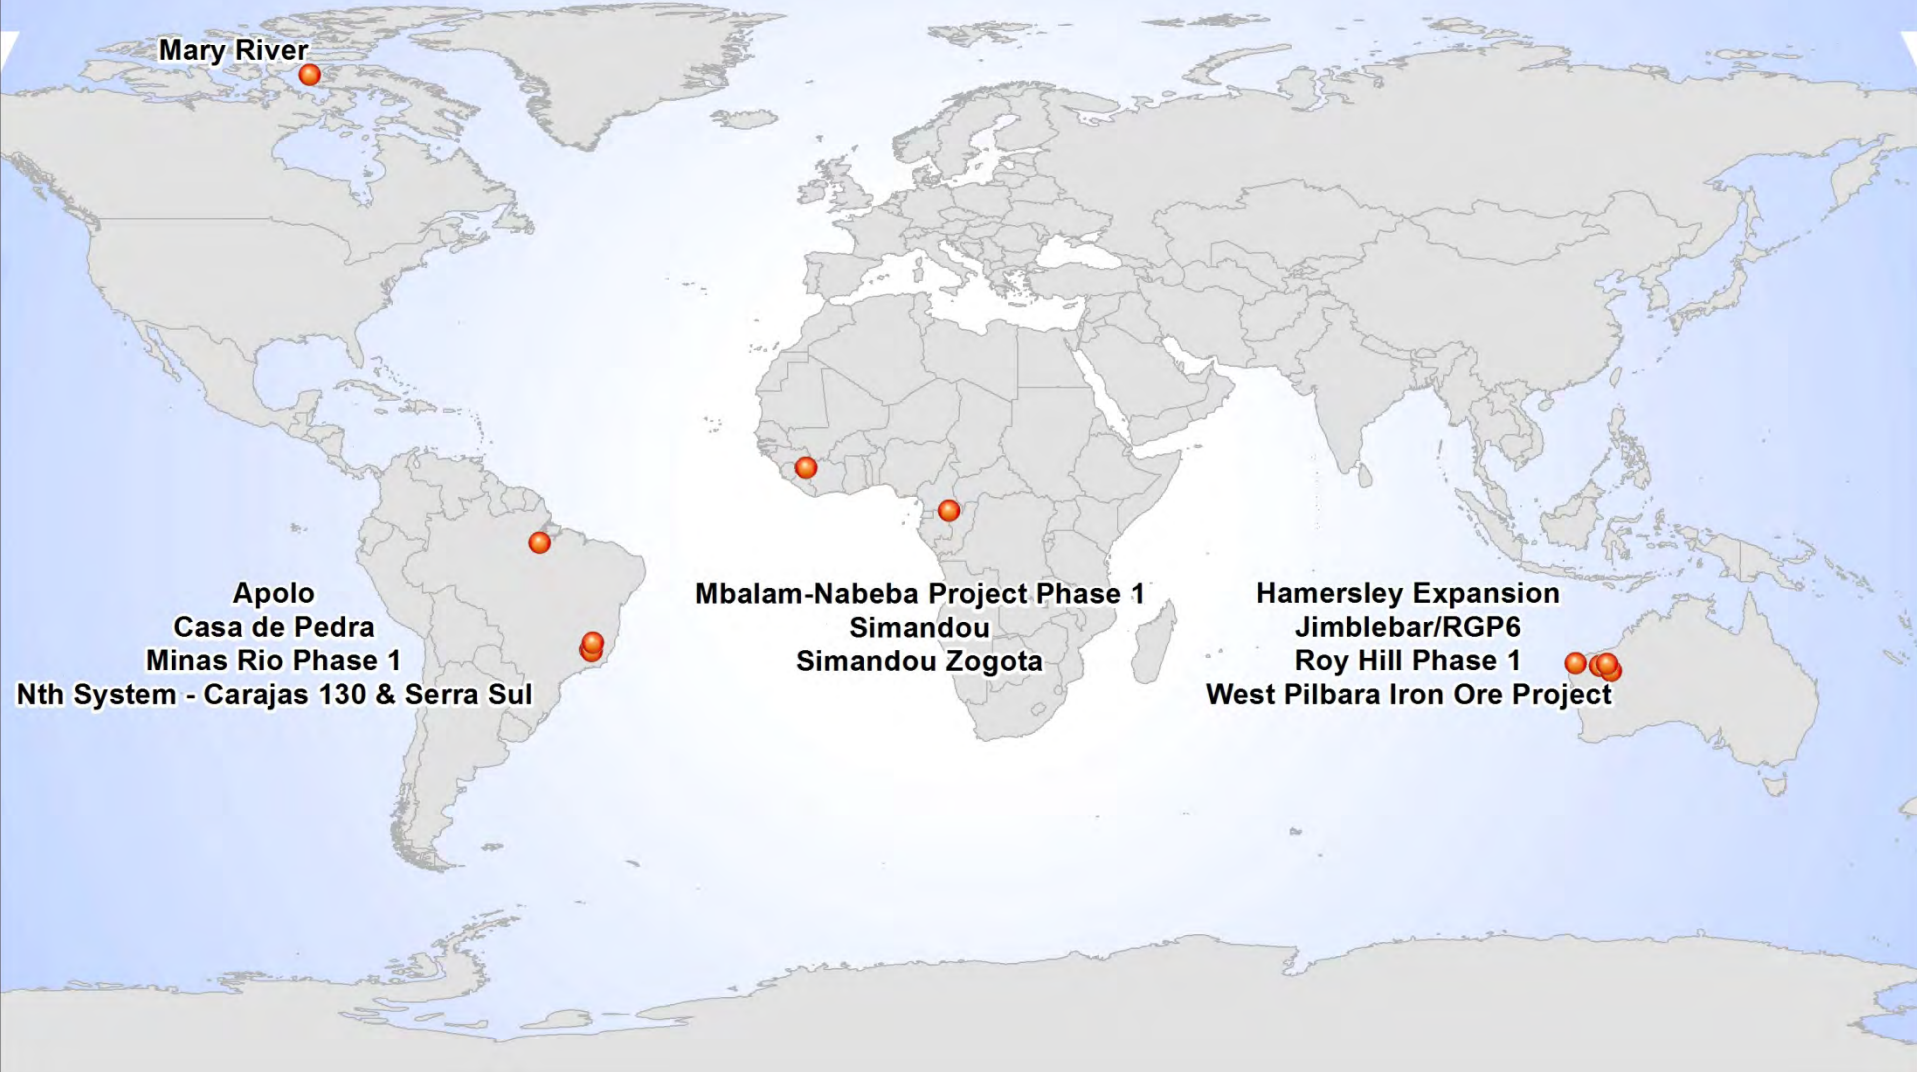 Mary River
Apolo
Casa de Pedra
Minas Rio Phase 1
Nth System - Carajas 130 & Serra Sul
Mbalam-Nabeba Project Phase 1
Simandou
Simandou Zogota
Hamersley Expansion
Jimblebar/RGP6
Roy Hill Phase 1
West Pilbara Iron Ore Project